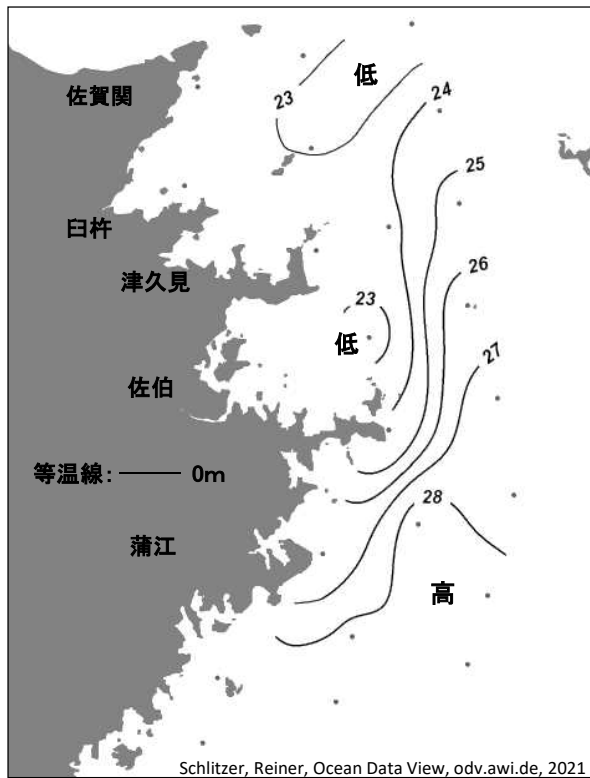 低
佐賀関
23
24
25
臼杵
津久見
26
23
低
27
佐伯
等温線: 0m
28
蒲江
高
Schlitzer, Reiner, Ocean Data View, odv.awi.de, 2021